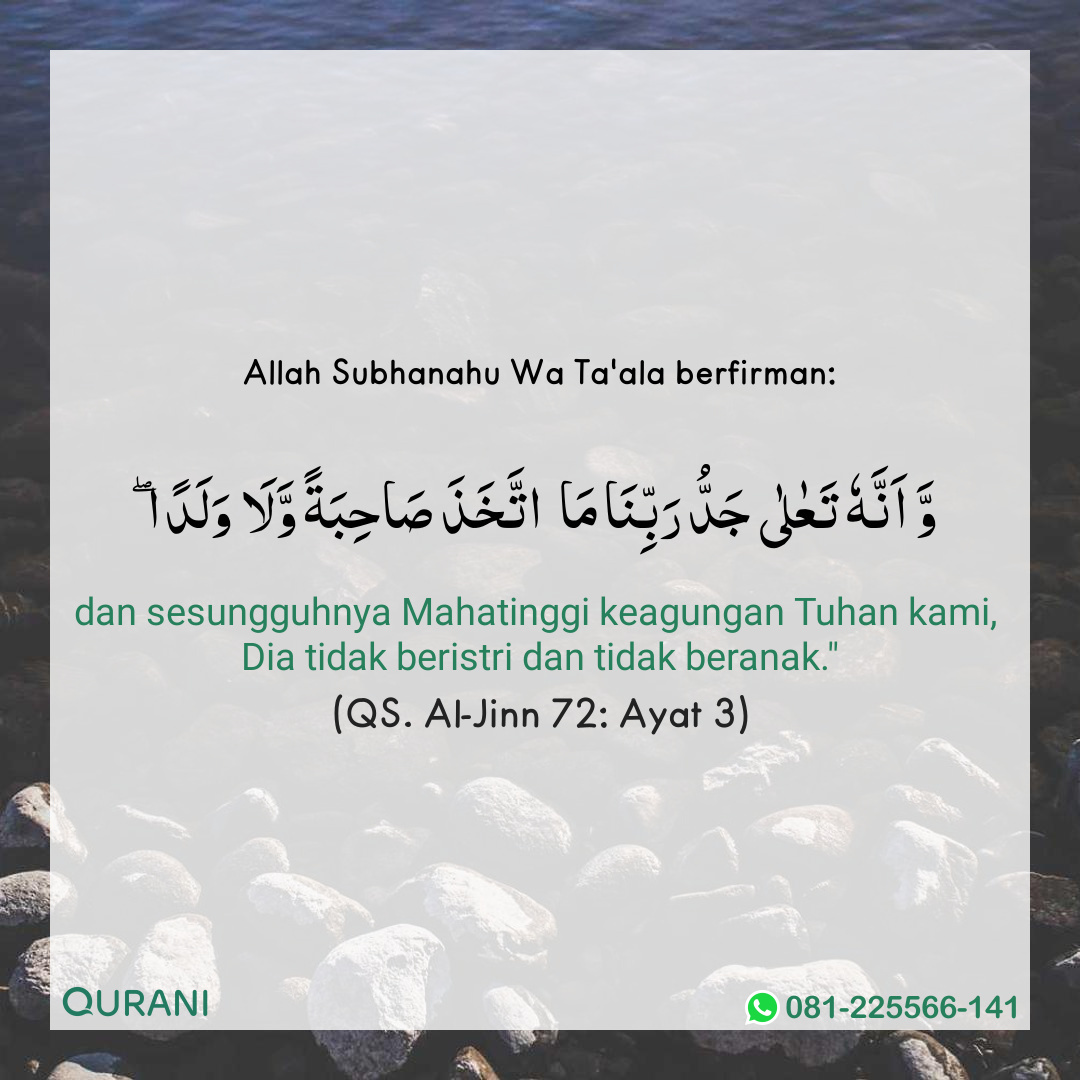 Allah Subhanahu Wa Ta'ala berfirman:
وَّاَنَّهٗ تَعٰلٰى جَدُّ رَبِّنَا مَا اتَّخَذَ صَاحِبَةً وَّلَا وَلَدًا ۖ
dan sesungguhnya Mahatinggi keagungan Tuhan kami,
Dia tidak beristri dan tidak beranak."
(QS. Al-Jinn 72: Ayat 3)
QURANI
081-225566-141